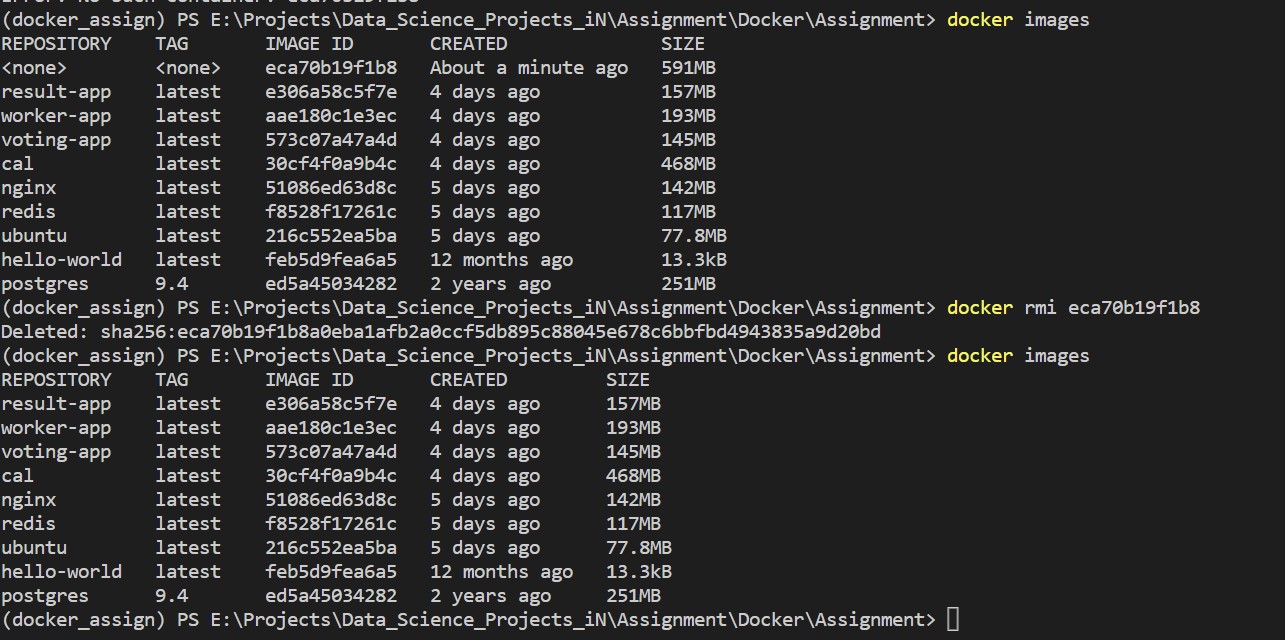 (docker_assign) PS E:\Projects\Data_Science_Projects_iN\Assignment\Docker\Assignment> docker images
REPOSITORY    TAG       IMAGE ID       CREATED              SIZE
<none>        <none>    eca70b19f1b8   About a minute ago   591MB
result-app    latest    e306a58c5f7e   4 days ago           157MB
worker-app    latest    aae180c1e3ec   4 days ago           193MB
voting-app    latest    573c07a47a4d   4 days ago           145MB
cal           latest    30cf4f0a9b4c   4 days ago           468MB
nginx         latest    51086ed63d8c   5 days ago           142MB
redis         latest    f8528f17261c   5 days ago           117MB
ubuntu        latest    216c552ea5ba   5 days ago           77.8MB
hello-world   latest    feb5d9fea6a5   12 months ago        13.3kB
postgres      9.4       ed5a45034282   2 years ago          251MB
(docker_assign) PS E:\Projects\Data_Science_Projects_iN\Assignment\Docker\Assignment> docker rmi eca70b19f1b8
Deleted: sha256:eca70b19f1b8a0eba1afb2a0ccf5db895c88045e678c6bbfbd4943835a9d20bd
(docker_assign) PS E:\Projects\Data_Science_Projects_iN\Assignment\Docker\Assignment> docker images
REPOSITORY    TAG       IMAGE ID       CREATED         SIZE
result-app    latest    e306a58c5f7e   4 days ago      157MB
worker-app    latest    aae180c1e3ec   4 days ago      193MB
voting-app    latest    573c07a47a4d   4 days ago      145MB
cal           latest    30cf4f0a9b4c   4 days ago      468MB
nginx         latest    51086ed63d8c   5 days ago      142MB
redis         latest    f8528f17261c   5 days ago      117MB
ubuntu        latest    216c552ea5ba   5 days ago      77.8MB
hello-world   latest    feb5d9fea6a5   12 months ago   13.3kB
postgres      9.4       ed5a45034282   2 years ago     251MB
(docker_assign) PS E:\Projects\Data_Science_Projects_iN\Assignment\Docker\Assignment>